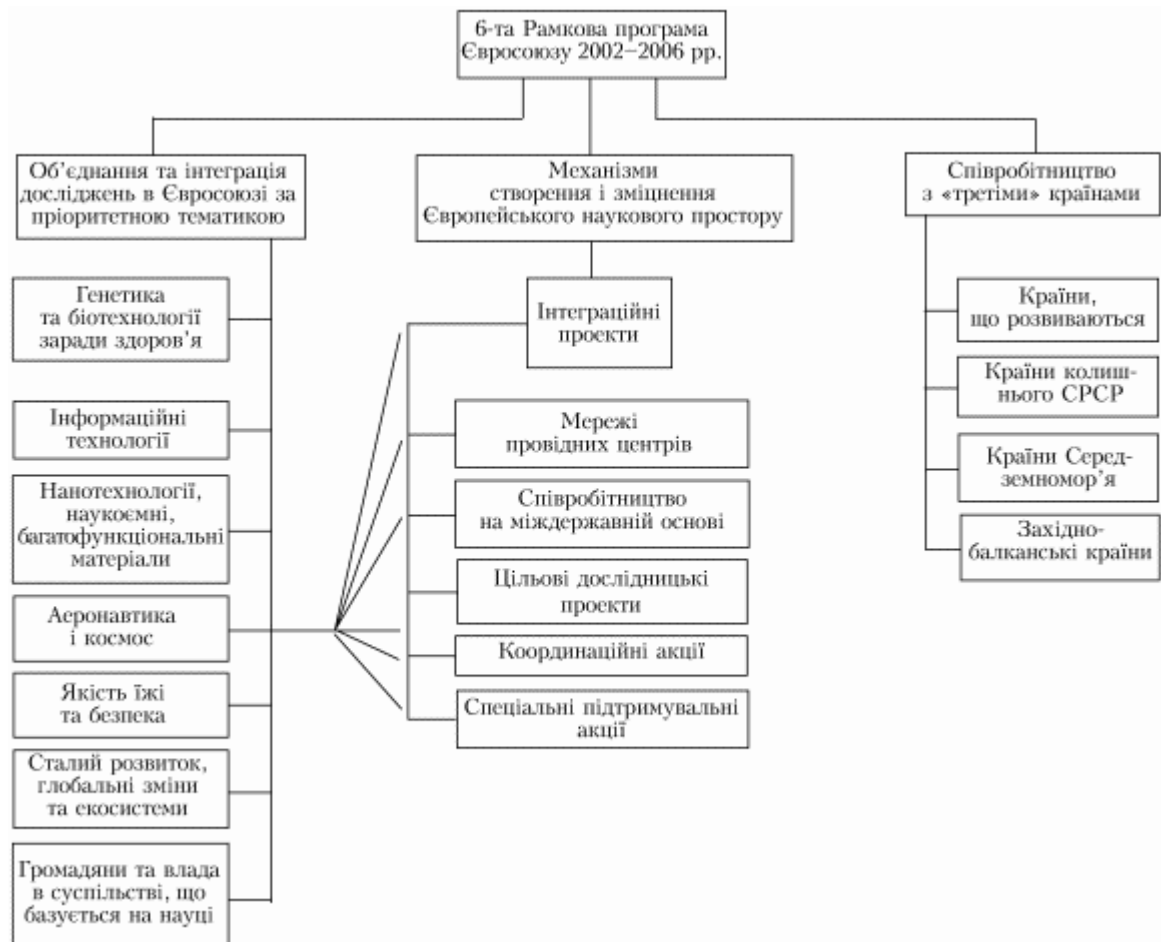 6-та Рамкова програма
Євросоюзу 2002–2006 рр.
Об’єднання та інтеграція
досліджень в Євросоюзі за
пріоритетною тематикою
Генетика
та біотехнології
заради здоров’я
Інформаційні
технології
Нанотехнології,
наукоємні,
багатофункціональні
матеріали
Аеронавтика
і космос
Якість їжі
та безпека
Сталий розвиток,
глобальні зміни
та екосистеми
Громадяни та влада
в суспільстві, що
базується на науці
Механізми
створення і зміцнення
Європейського наукового простору
Інтеграційні
проекти
Мережі
провідних центрів
Співробітництво
на міждержавній основі
Цільові дослідницькі
проекти
Координаційні акції
Спеціальні підтримувальні
акції
Співробітництво
з «третіми» країнами
Країни,
що розвиваються
Країни колиш-
нього СРСР
Країни Серед-
земномор’я
Західно-
балканські країни